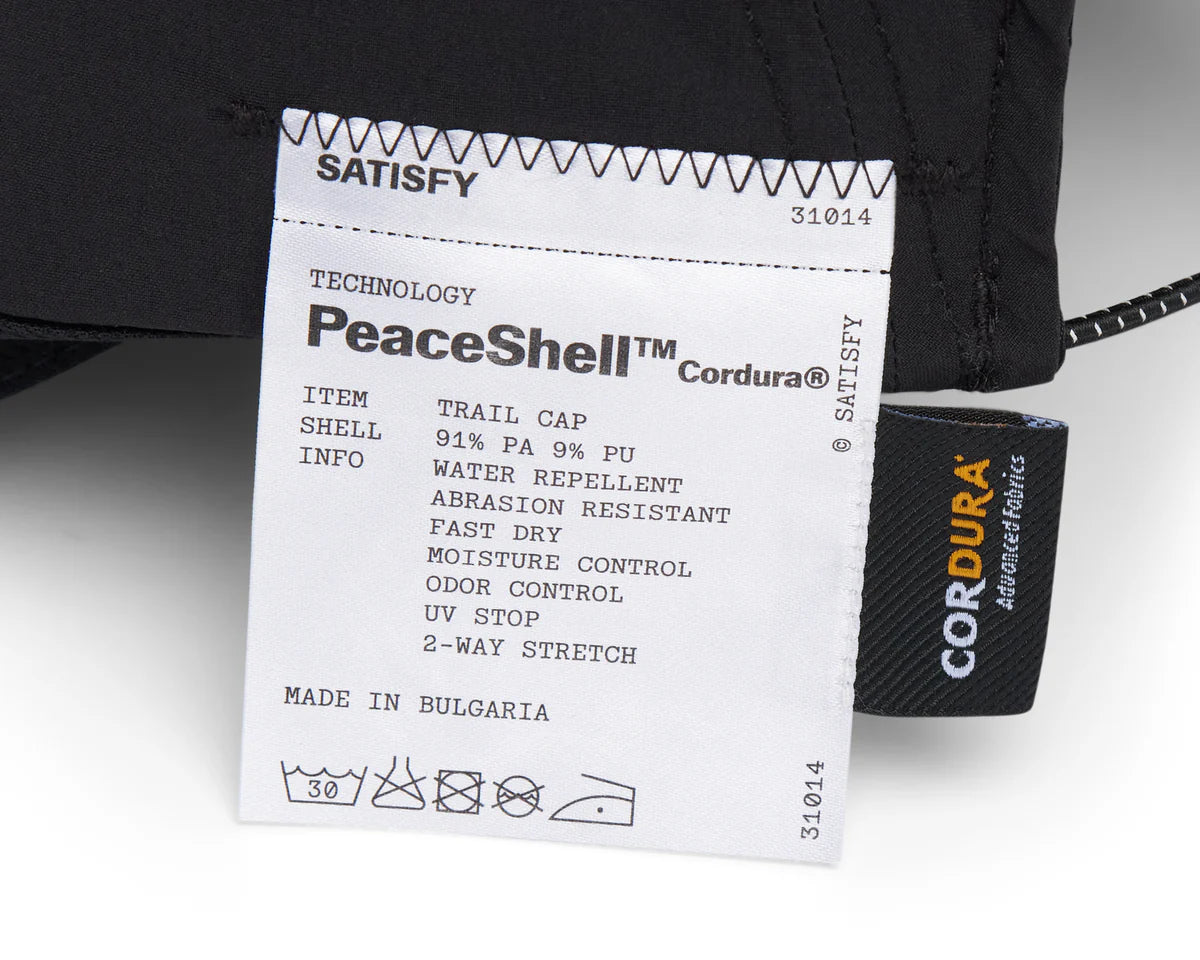 SATISFY
31014
TECHNOLOGY
PeaceShell™ Cordura®
© SATISFY
ITEM TRAIL CAP
SHELL 91% PA 9% PU
INFO WATER REPELLENT
ABRASION RESISTANT
FAST DRY
MOISTURE CONTROL
ODOR CONTROL
UV STOP
2-WAY STRETCH
MADE IN BULGARIA
30
31014
CORDURA
Advanced Fabrics